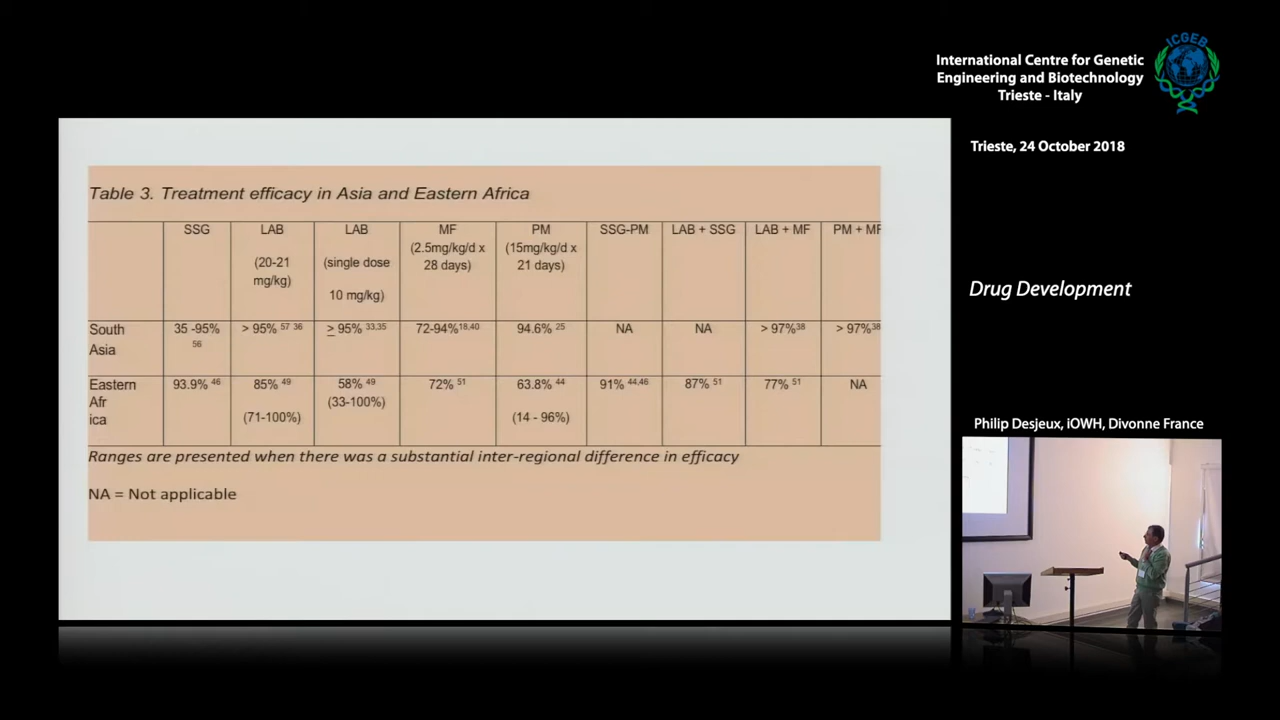 ICGEB
International Centre for Genetic
Engineering and Biotechnology
Trieste - Italy
Trieste, 24 October 2018
Drug Development
Philip Desjeux, iOWH, Divonne France
Table 3. Treatment efficacy in Asia and Eastern Africa
SSG LAB LAB MF PM SSG-PM LAB + SSG LAB + MF PM + MF
(20-21 (single dose (2.5mg/kg/d x (15mg/kg/d x
mg/kg) 10 mg/kg) 28 days) 21 days)
South 35 -95% > 95% 57 36 ≥ 95% 33,35 72-94%18,40 94.6% 25 NA NA > 97%38 > 97%38
Asia 56
Eastern 93.9% 46 85% 49 58% 49 72% 51 63.8% 44 91% 44,46 87% 51 77% 51 NA
Afr (33-100%)
ica (71-100%) (14 - 96%)
Ranges are presented when there was a substantial inter-regional difference in efficacy
NA = Not applicable